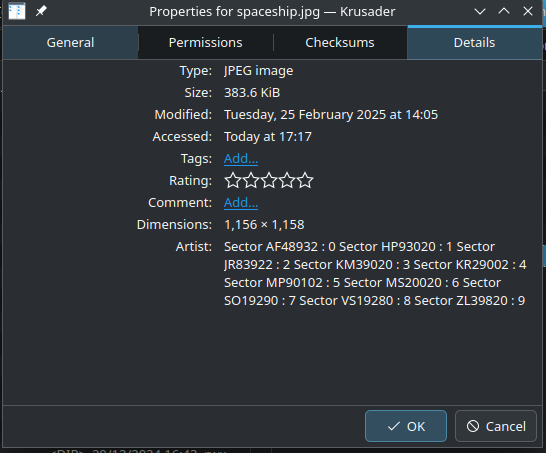 Properties for spaceship.jpg — Krusader
General Permissions Checksums Details
Type: JPEG image
Size: 383.6 KiB
Modified: Tuesday, 25 February 2025 at 14:05
Accessed: Today at 17:17
Tags: Add...
Rating:
Comment: Add...
Dimensions: 1,156 × 1,158
Artist: Sector AF48932 : 0 Sector HP93020 : 1 Sector
JR83922 : 2 Sector KM39020 : 3 Sector KR29002 : 4
Sector MP90102 : 5 Sector MS20020 : 6 Sector
SO19290 : 7 Sector VS19280 : 8 Sector ZL39820 : 9
OK Cancel